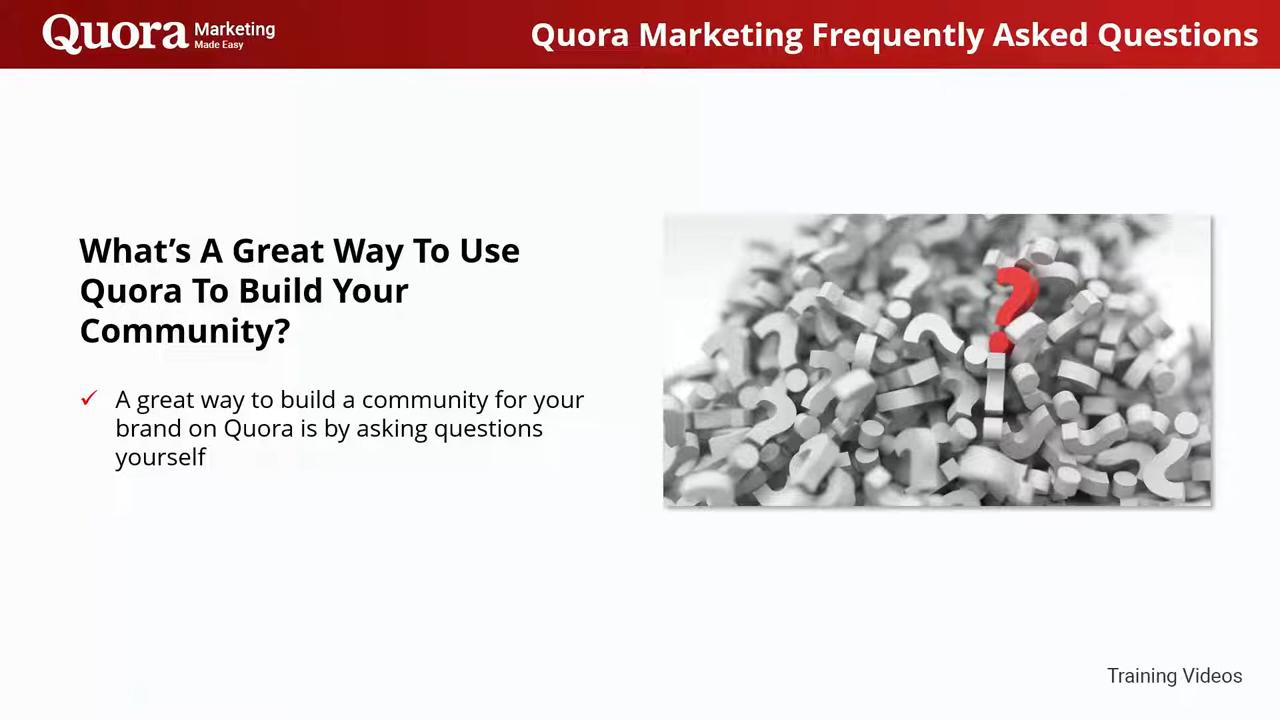 Quora Marketing
Made Easy
Quora Marketing Frequently Asked Questions
What’s A Great Way To Use
Quora To Build Your
Community?
✓ A great way to build a community for your
brand on Quora is by asking questions
yourself
Training Videos